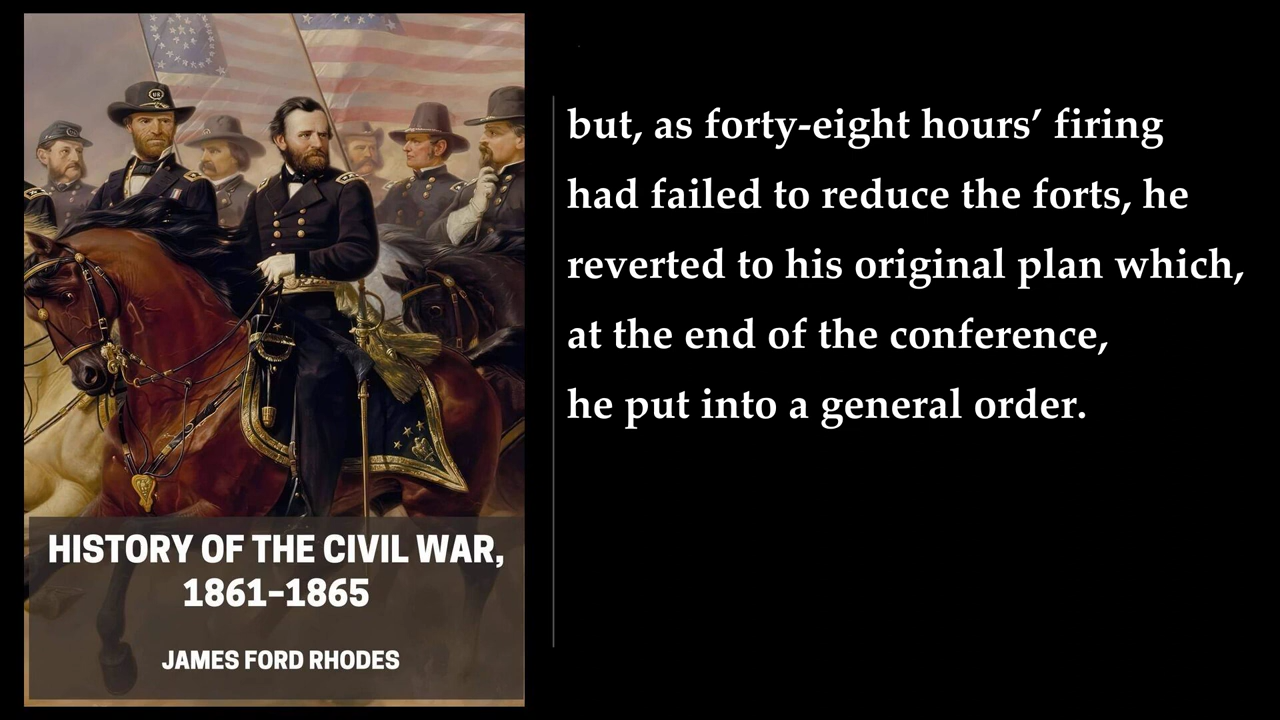 but, as forty-eight hours’ firing
had failed to reduce the forts, he
reverted to his original plan which,
at the end of the conference,
he put into a general order.
HISTORY OF THE CIVIL WAR,
1861–1865
JAMES FORD RHODES